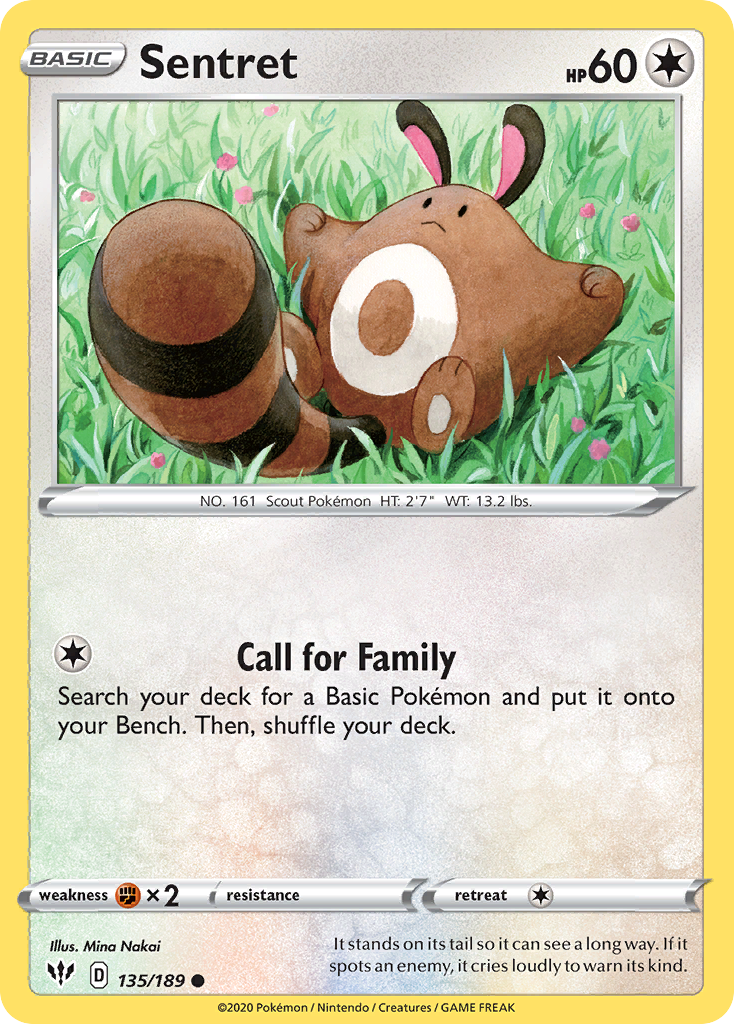 BASIC
Sentret
HP 60
NO. 161 Scout Pokémon HT: 2'7" WT: 13.2 lbs.
Call for Family
Search your deck for a Basic Pokémon and put it onto
your Bench. Then, shuffle your deck.
weakness ×2 resistance retreat
Illus. Mina Nakai
It stands on its tail so it can see a long way. If it
spots an enemy, it cries loudly to warn its kind.
D 135/189
©2020 Pokémon / Nintendo / Creatures / GAME FREAK